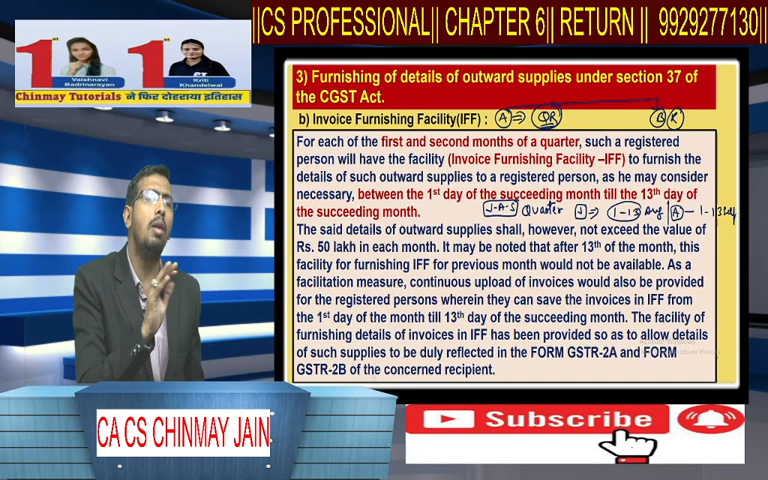 ||CS PROFESSIONAL|| CHAPTER 6|| RETURN || 9929277130||
1st 1st
Vaishnavi Badrinarayan
Kriti Khandelwal
Chinmay Tutorials ने फिर दोहराया इतिहास
3) Furnishing of details of outward supplies under section 37 of
the CGST Act.
b) Invoice Furnishing Facility(IFF) : A ⇒ QR B R
For each of the first and second months of a quarter, such a registered
person will have the facility (Invoice Furnishing Facility –IFF) to furnish the
details of such outward supplies to a registered person, as he may consider
necessary, between the 1st day of the succeeding month till the 13th day of
the succeeding month. J-A-S Quarter J ⇒ 1-13 Aug A – 1-13 Sep
The said details of outward supplies shall, however, not exceed the value of
Rs. 50 lakh in each month. It may be noted that after 13th of the month, this
facility for furnishing IFF for previous month would not be available. As a
facilitation measure, continuous upload of invoices would also be provided
for the registered persons wherein they can save the invoices in IFF from
the 1st day of the month till 13th day of the succeeding month. The facility of
furnishing details of invoices in IFF has been provided so as to allow details
of such supplies to be duly reflected in the FORM GSTR-2A and FORM
GSTR-2B of the concerned recipient.
CA CS CHINMAY JAIN
Subscribe